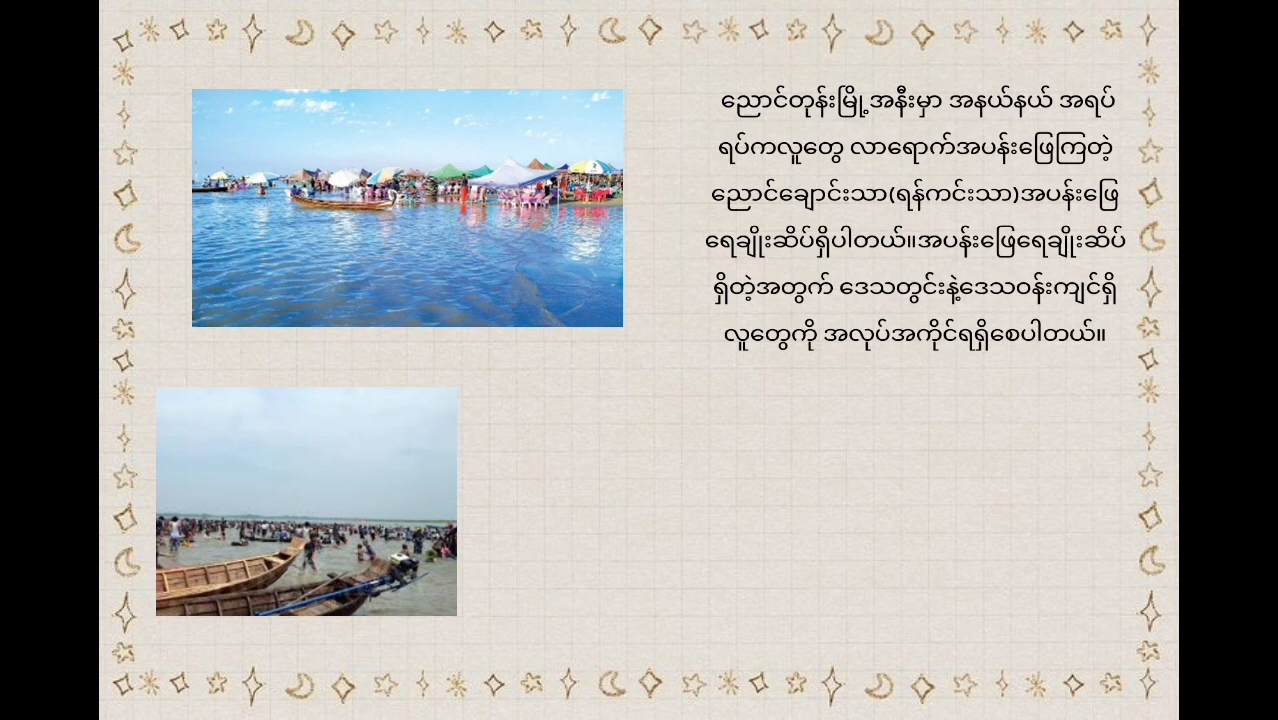 ညောင်တုန်းမြို့အနီးမှာ အနယ်နယ် အရပ်
ရပ်ကလူတွေ လာရောက်အပန်းဖြေကြတဲ့
ညောင်ချောင်းသာ(ရန်ကင်းသာ)အပန်းဖြေ
ရေချိုးဆိပ်ရှိပါတယ်။အပန်းဖြေရေချိုးဆိပ်
ရှိတဲ့အတွက် ဒေသတွင်းနဲ့ဒေသဝန်းကျင်ရှိ
လူတွေကို အလုပ်အကိုင်ရရှိစေပါတယ်။